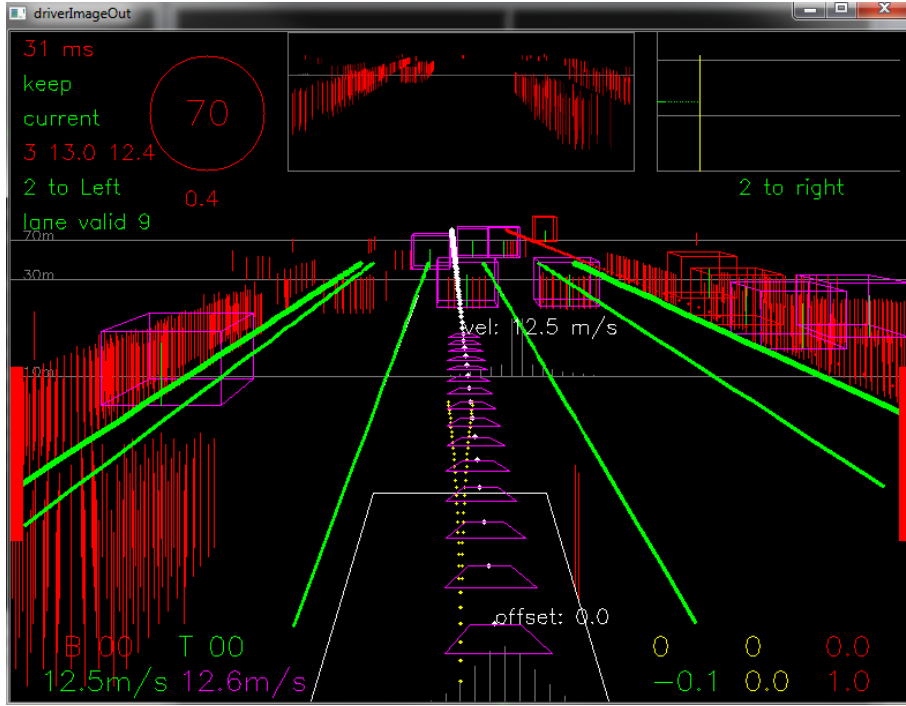 driverImageOut
31 ms
keep
current
3 13.0 12.4
70
0.4
2 to Left
lane valid 9
2 to right
70m
30m
vel: 12.5 m/s
10m
offset: 0.0
B 00 T 00
0 0 0.0
12.5m/s 12.6m/s
-0.1 0.0 1.0